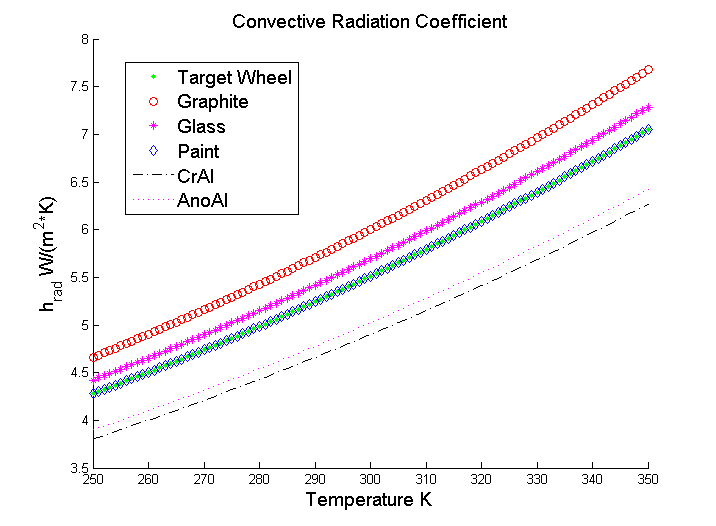 Convective Radiation Coefficient
8
7.5
7
6.5
6
5.5
5
4.5
4
3.5
h_rad W/(m²*K)
Target Wheel
Graphite
Glass
Paint
CrAl
AnoAl
250 260 270 280 290 300 310 320 330 340 350
Temperature K